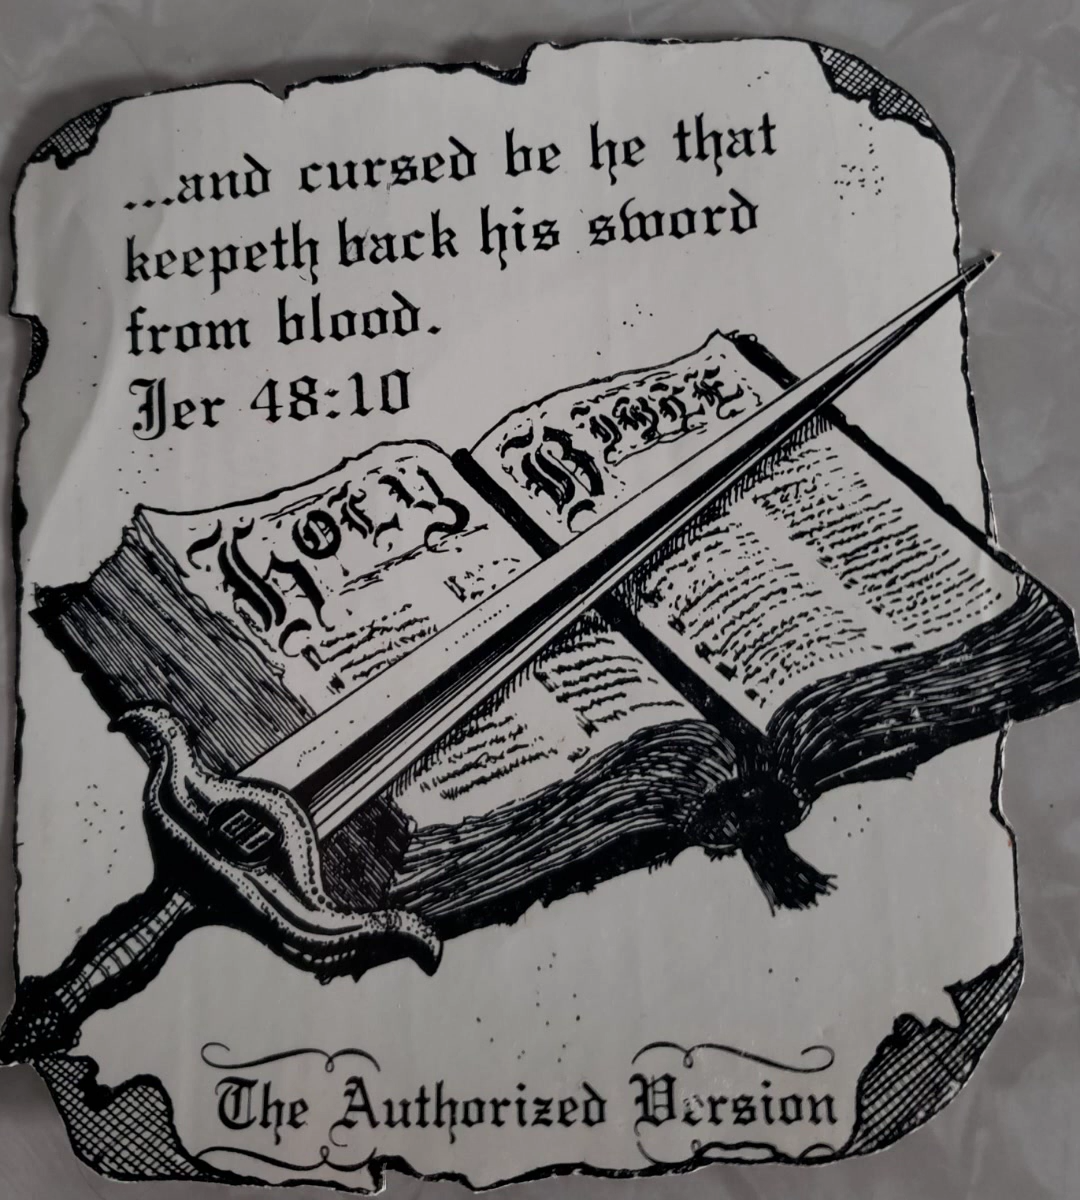 ...and cursed be he that
keepeth back his sword
from blood.
Jer 48:10
Holy Bible
The Authorized Version